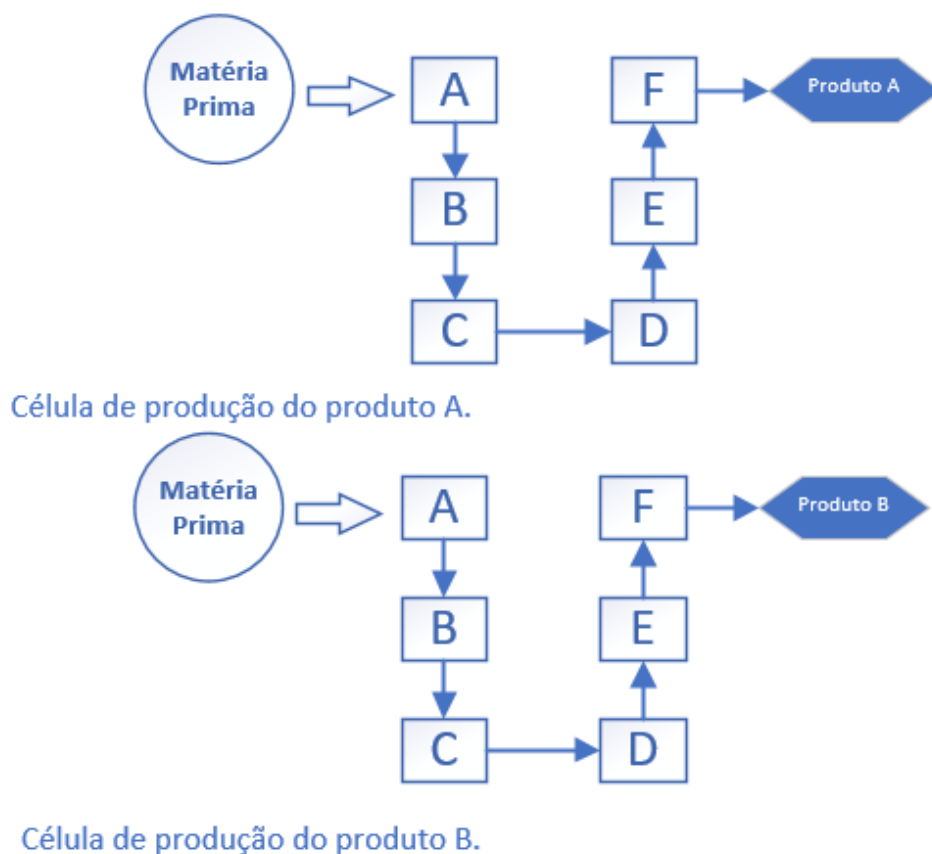 Matéria
Prima
A
F
Produto A
B
E
C
D
Célula de produção do produto A.
Matéria
Prima
A
F
Produto B
B
E
C
D
Célula de produção do produto B.